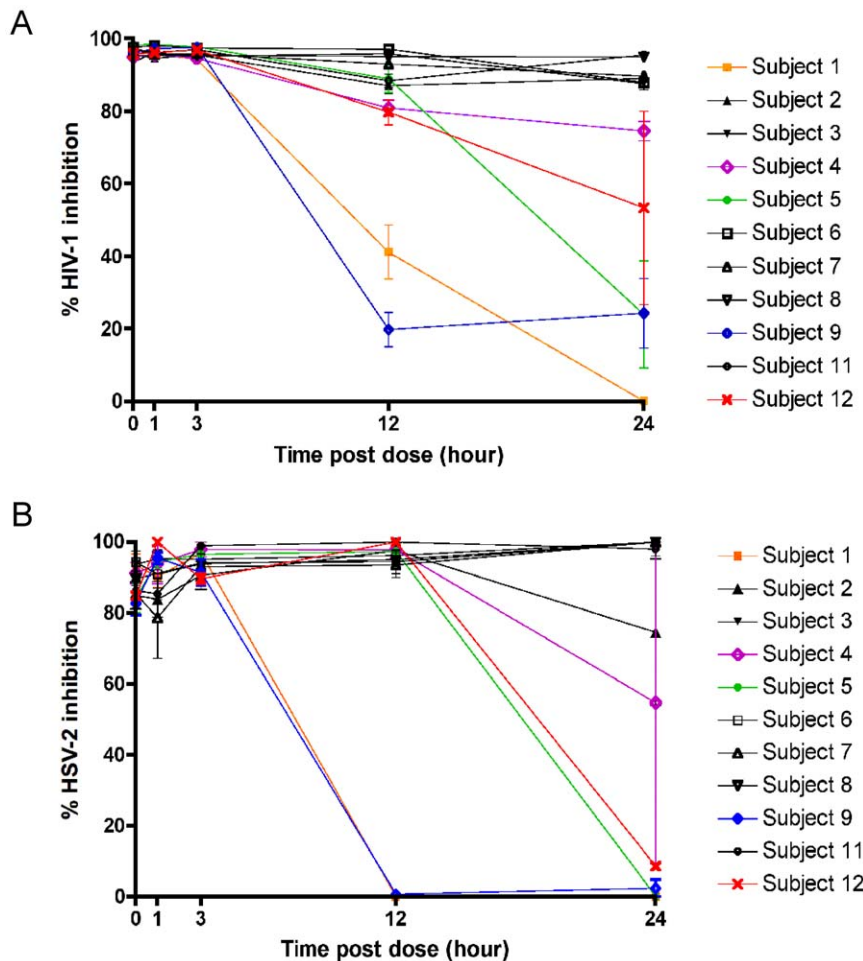 A
% HIV-1 inhibition
100
80
60
40
20
0
0 1 3 12 24
Time post dose (hour)
Subject 1
Subject 2
Subject 3
Subject 4
Subject 5
Subject 6
Subject 7
Subject 8
Subject 9
Subject 11
Subject 12
B
% HSV-2 inhibition
100
80
60
40
20
0
0 1 3 12 24
Time post dose (hour)
Subject 1
Subject 2
Subject 3
Subject 4
Subject 5
Subject 6
Subject 7
Subject 8
Subject 9
Subject 11
Subject 12